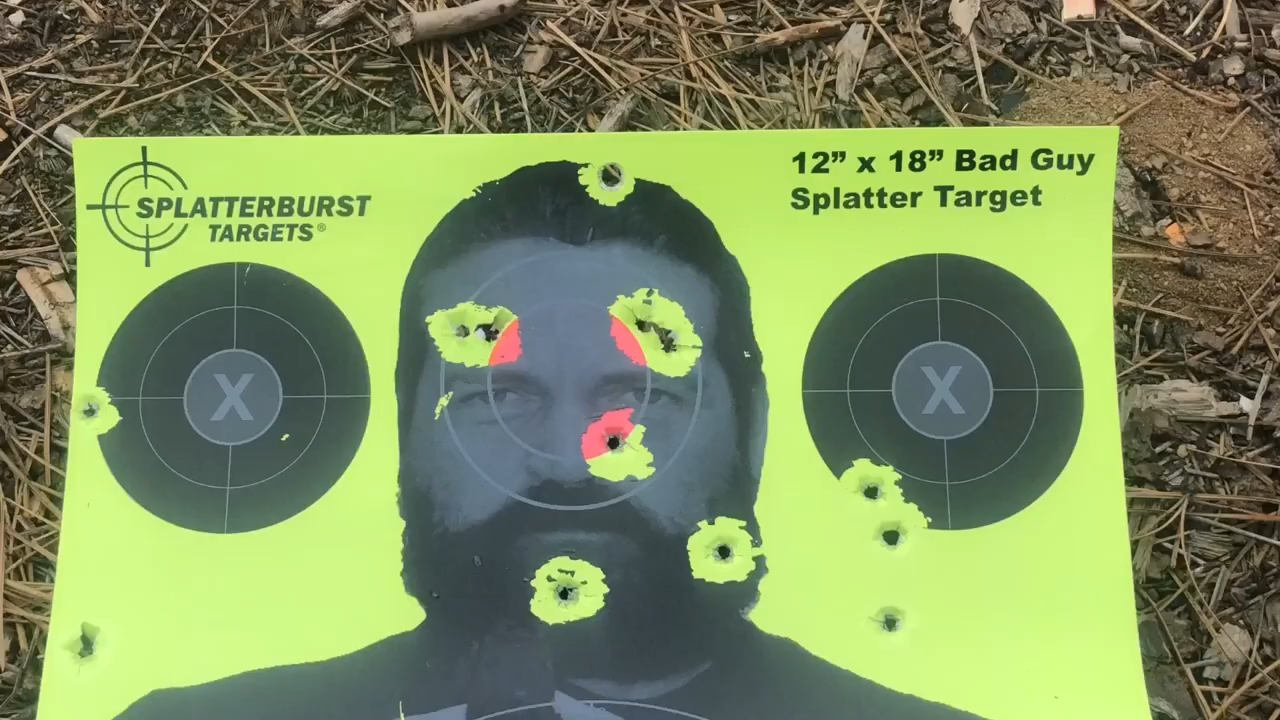 SPLATTERBURST
TARGETS®
12” x 18” Bad Guy
Splatter Target
X
X